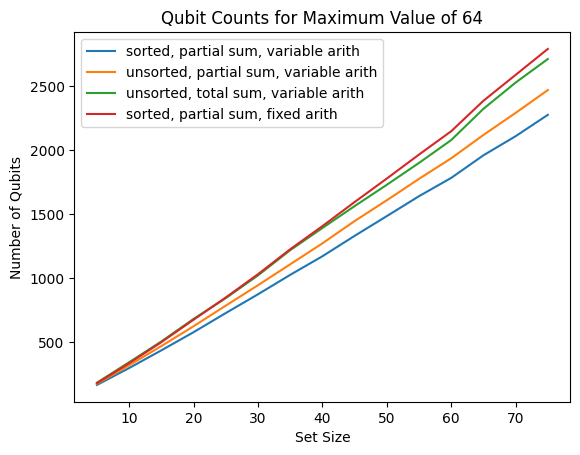 Qubit Counts for Maximum Value of 64
sorted, partial sum, variable arith
unsorted, partial sum, variable arith
unsorted, total sum, variable arith
sorted, partial sum, fixed arith
2500
2000
1500
1000
500
Number of Qubits
10 20 30 40 50 60 70
Set Size